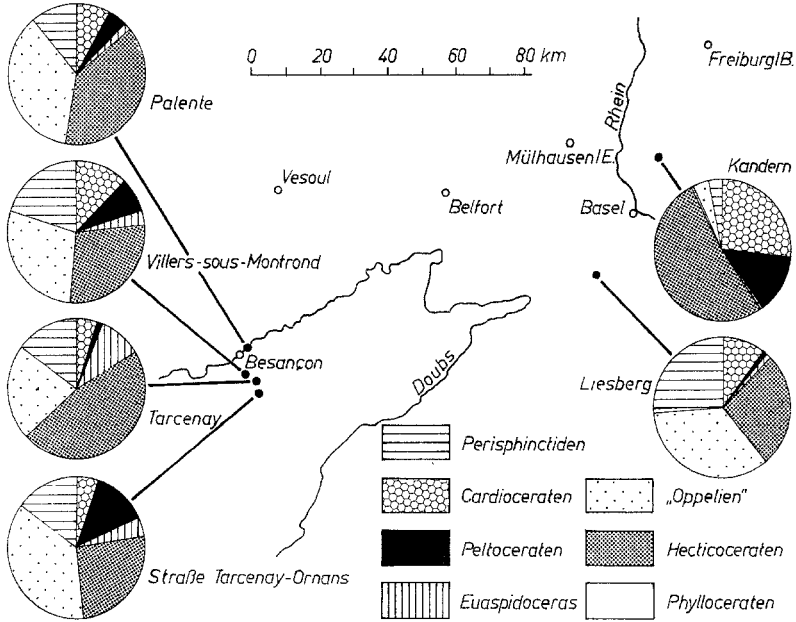 Palente
0 20 40 60 80 km
Rhein
Freiburg/B.
Mülhausen/E.
Kandern
Vesoul
Belfort
Basel
Villers-sous-Montrond
Besançon
Doubs
Liesberg
Tarcenay
Perisphinctiden
Cardioceraten
„Oppelien"
Peltoceraten
Hecticoceraten
Straße Tarcenay-Ornans
Euaspidoceras
Phylloceraten